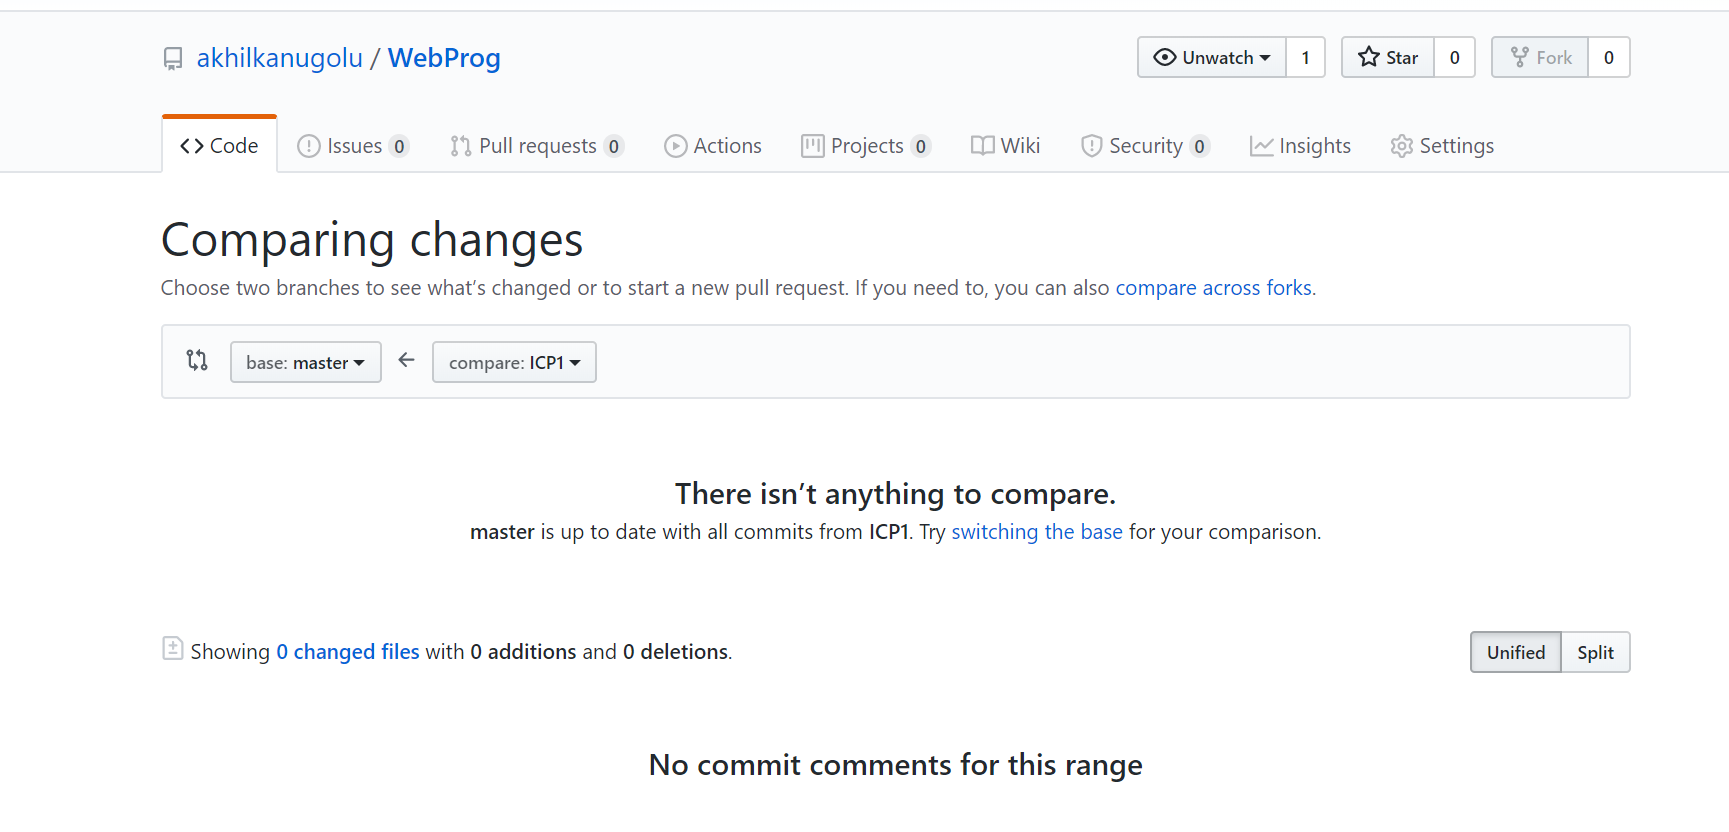 akhilkanugolu / WebProg
Unwatch 1 Star 0 Fork 0
Code Issues 0 Pull requests 0 Actions Projects 0 Wiki Security 0 Insights Settings
Comparing changes
Choose two branches to see what’s changed or to start a new pull request. If you need to, you can also compare across forks.
base: master compare: ICP1
There isn’t anything to compare.
master is up to date with all commits from ICP1. Try switching the base for your comparison.
Showing 0 changed files with 0 additions and 0 deletions.
Unified Split
No commit comments for this range